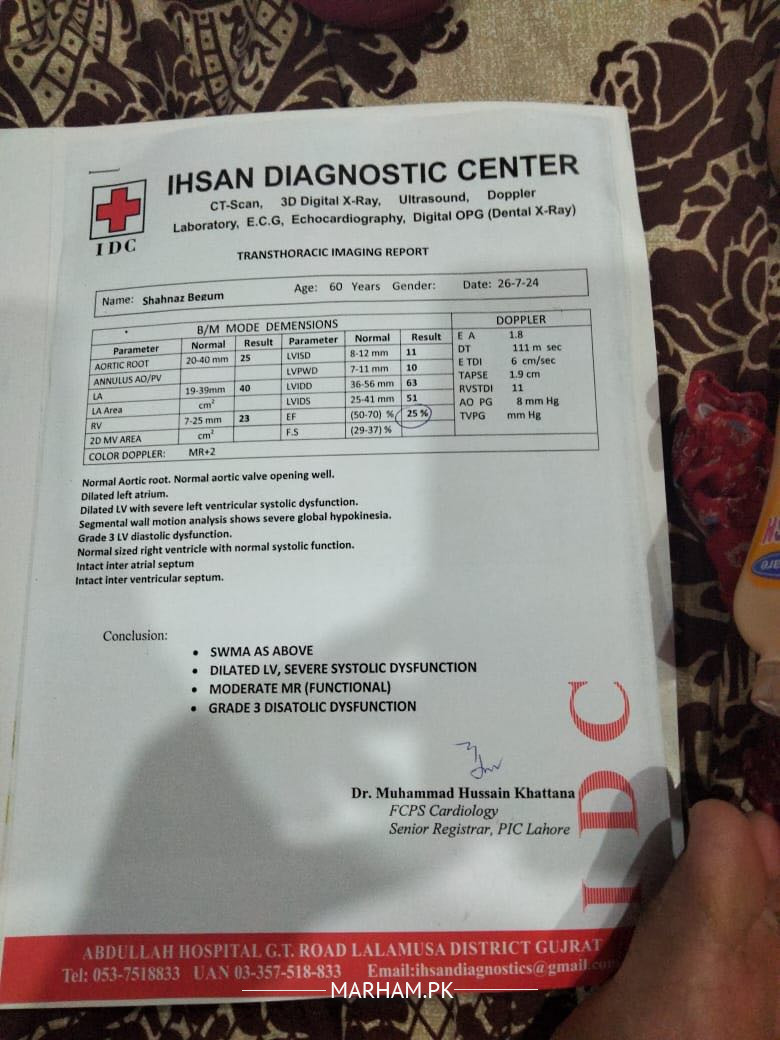 IHSAN DIAGNOSTIC CENTER
CT-Scan, 3D Digital X-Ray, Ultrasound, Doppler
Laboratory, E.C.G, Echocardiography, Digital OPG (Dental X-Ray)
IDC
TRANSTHORACIC IMAGING REPORT
Name: Shahnaz Begum Age: 60 Years Gender: Date: 26-7-24
B/M MODE DEMENSIONS DOPPLER
Parameter Normal Result Parameter Normal Result E A 1.8
AORTIC ROOT 20-40 mm 25 LVISD 8-12 mm 11 DT 111 m sec
ANNULUS AO/PV LVPWD 7-11 mm 10 E TDI 6 cm/sec
LA 19-39mm 40 LVIDD 36-56 mm 63 TAPSE 1.9 cm
LA Area cm² LVIDS 25-41 mm 51 RVSTDI 11
RV 7-25 mm 23 EF (50-70) % 25 % AO PG 8 mm Hg
2D MV AREA cm² F.S (29-37) % TVPG mm Hg
COLOR DOPPLER: MR+2
Normal Aortic root. Normal aortic valve opening well.
Dilated left atrium.
Dilated LV with severe left ventricular systolic dysfunction.
Segmental wall motion analysis shows severe global hypokinesia.
Grade 3 LV diastolic dysfunction.
Normal sized right ventricle with normal systolic function.
Intact inter atrial septum
Intact inter ventricular septum.
Conclusion:
• SWMA AS ABOVE
• DILATED LV, SEVERE SYSTOLIC DYSFUNCTION
• MODERATE MR (FUNCTIONAL)
• GRADE 3 DISATOLIC DYSFUNCTION
Dr. Muhammad Hussain Khattana
FCPS Cardiology
Senior Registrar, PIC Lahore
IDC
ABDULLAH HOSPITAL G.T. ROAD LALAMUSA DISTRICT GUJRAT
Tel: 053-7518833 UAN 03-357-518-833 Email:ihsandiagnostics@gmail.com
MARHAM.PK